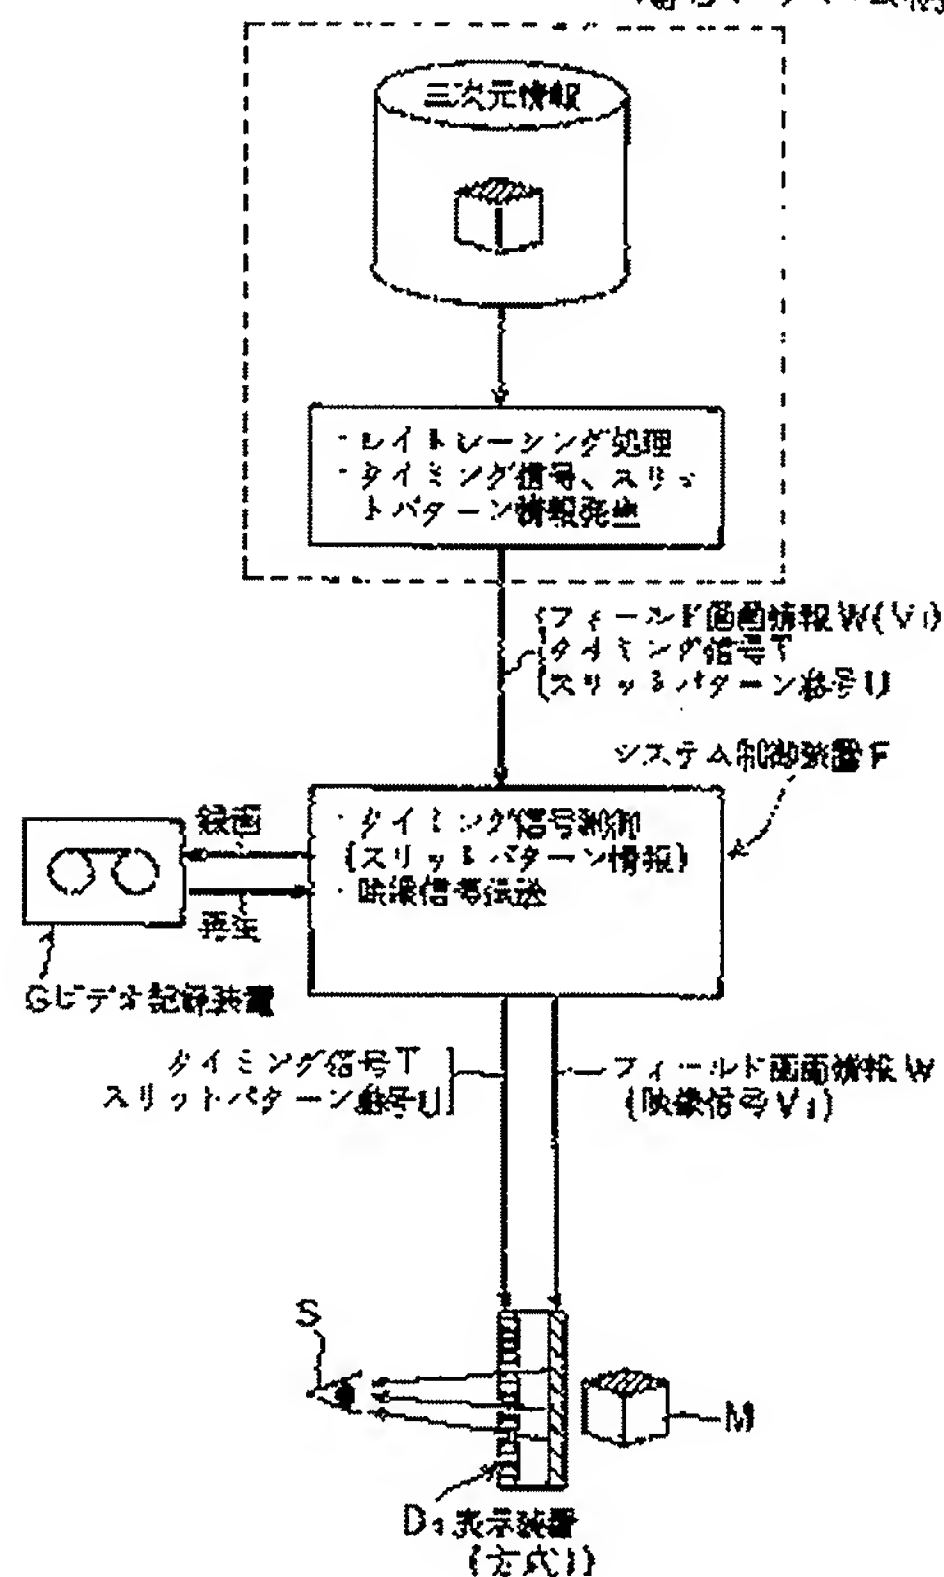 三次元情報
・レイトレーシング処理
・タイミング信号、スリッ
トパターン情報発生
フィールド画面情報W(V1)
タイミング信号T
(スリットパターン信号U
システム制御装置F
録画
・タイミング信号制御
(スリットパターン情報)
・映像信号伝送
再生
Gビデオ記録装置
タイミング信号T
スリットパターン信号U
フィールド画面情報W
(映像信号V1)
S
M
D1表示装置
(方式1)